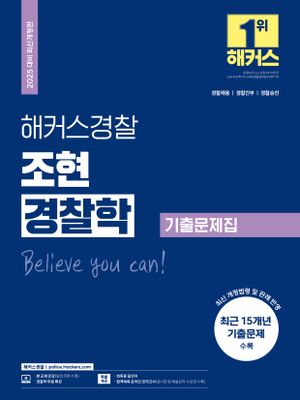 2025 대비 최신개정판
1위
해커스
경찰채용 | 경찰간부 | 경찰승진
해커스경찰
조현
경찰학
기출문제집
Believe you can!
최신 개정법령 및 판례 반영
최근 15개년
기출문제
수록
해커스경찰 | police.Hackers.com